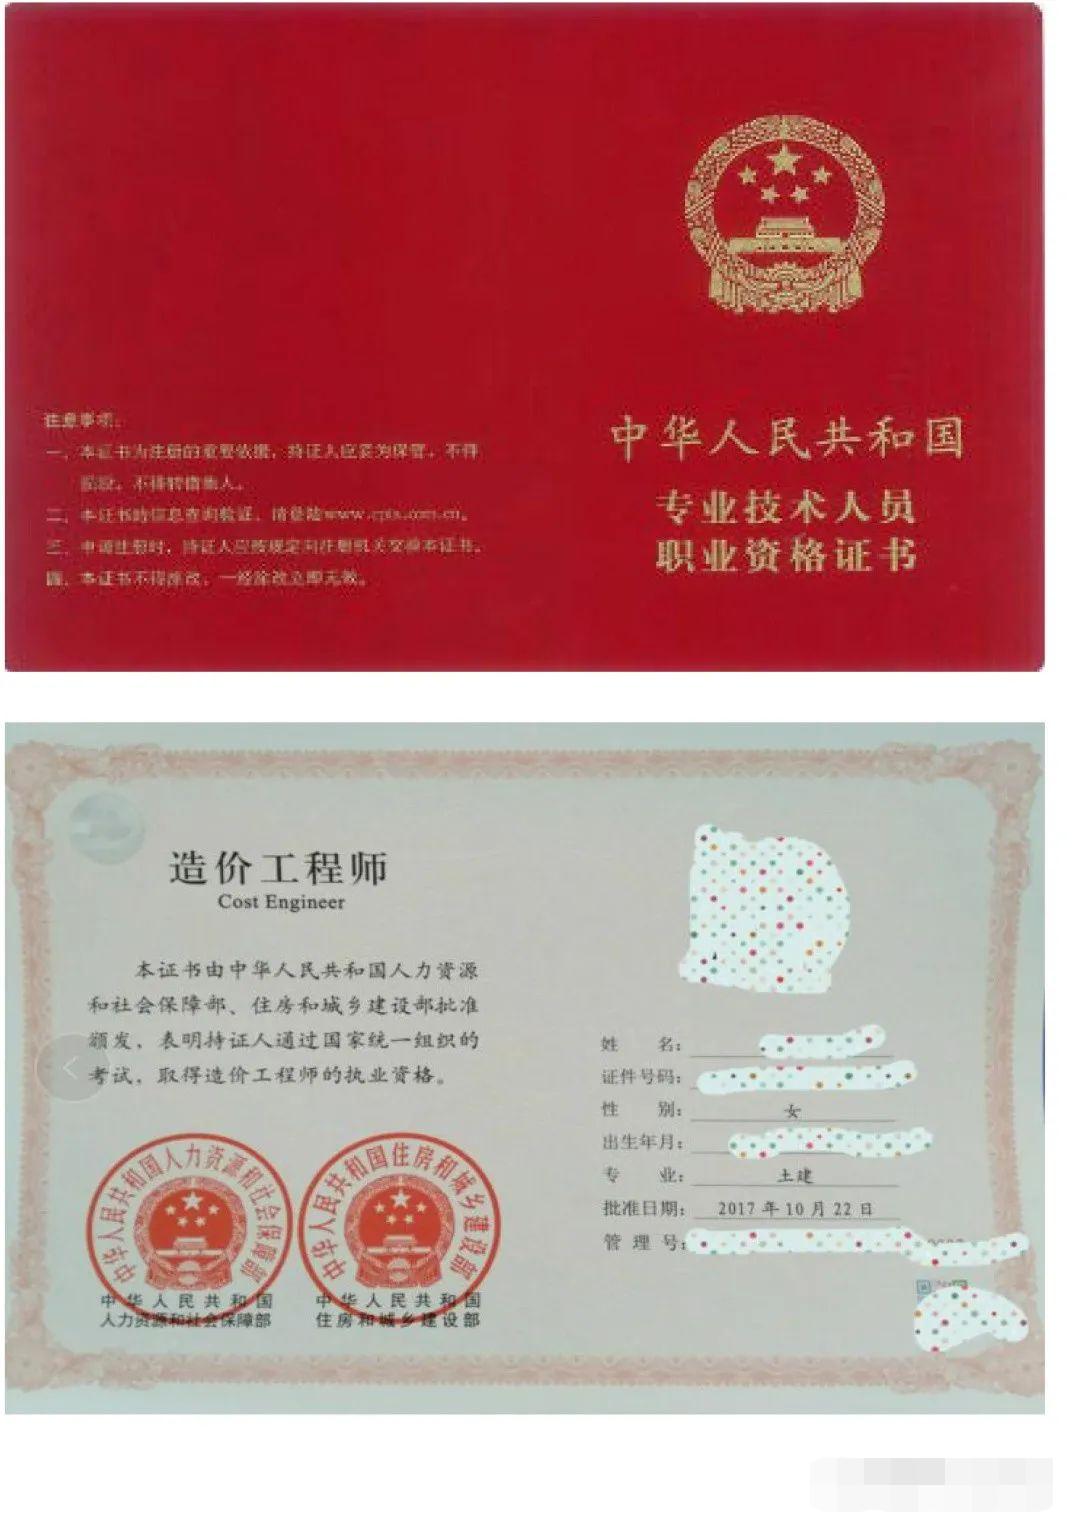 中华人民共和国
专业技术人员
职业资格证书
注意事项：
一、本证书为注册的重要依据，持证人应妥为保管，不得
损毁，不得转借他人。
二、本证书的信息查询验证，请登陆www.cpta.com.cn。
三、申请注册时，持证人应按规定向注册机关交验本证书。
四、本证书不得涂改，一经涂改立即无效。
造价工程师
Cost Engineer
本证书由中华人民共和国人力资源
和社会保障部、住房和城乡建设部批准
颁发，表明持证人通过国家统一组织的
考试，取得造价工程师的执业资格。
中华人民共和国人力资源和社会保障部
中华人民共和国住房和城乡建设部
中华人民共和国
人力资源和社会保障部
中华人民共和国
住房和城乡建设部
姓 名：
证件号码：
性 别： 女
出生年月：
专 业： 土建
批准日期： 2017 年 10 月 22 日
管 理 号：